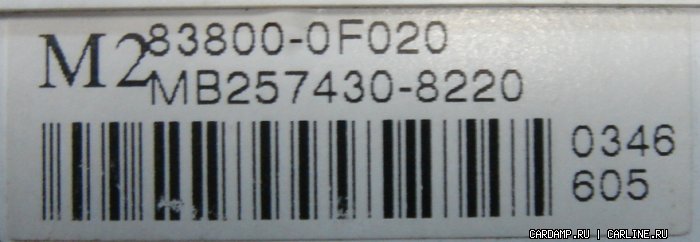 M2
83800-0F020
MB257430-8220
0346
605
CARDAMP.RU | CARLINE.RU